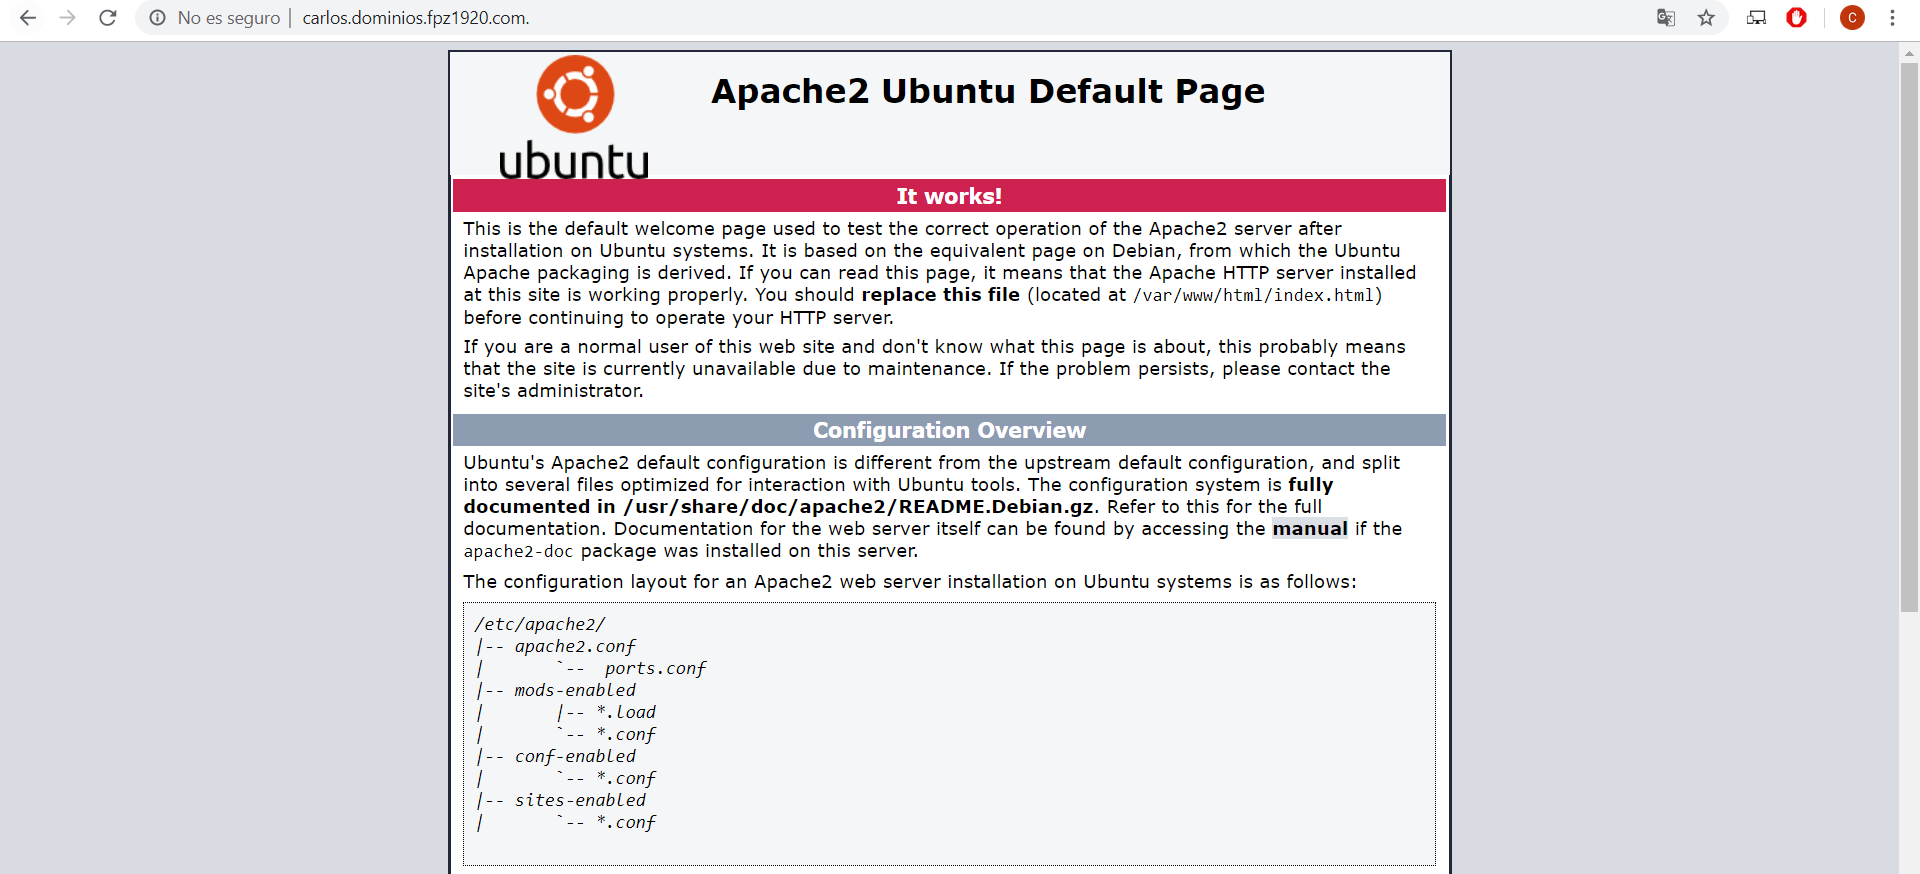 No es seguro | carlos.dominios.fpz1920.com.
C
ubuntu
Apache2 Ubuntu Default Page
It works!
This is the default welcome page used to test the correct operation of the Apache2 server after
installation on Ubuntu systems. It is based on the equivalent page on Debian, from which the Ubuntu
Apache packaging is derived. If you can read this page, it means that the Apache HTTP server installed
at this site is working properly. You should replace this file (located at /var/www/html/index.html)
before continuing to operate your HTTP server.
If you are a normal user of this web site and don't know what this page is about, this probably means
that the site is currently unavailable due to maintenance. If the problem persists, please contact the
site's administrator.
Configuration Overview
Ubuntu's Apache2 default configuration is different from the upstream default configuration, and split
into several files optimized for interaction with Ubuntu tools. The configuration system is fully
documented in /usr/share/doc/apache2/README.Debian.gz. Refer to this for the full
documentation. Documentation for the web server itself can be found by accessing the manual if the
apache2-doc package was installed on this server.
The configuration layout for an Apache2 web server installation on Ubuntu systems is as follows:
/etc/apache2/
|-- apache2.conf
|       `--  ports.conf
|-- mods-enabled
|       |-- *.load
|       `-- *.conf
|-- conf-enabled
|       `-- *.conf
|-- sites-enabled
|       `-- *.conf